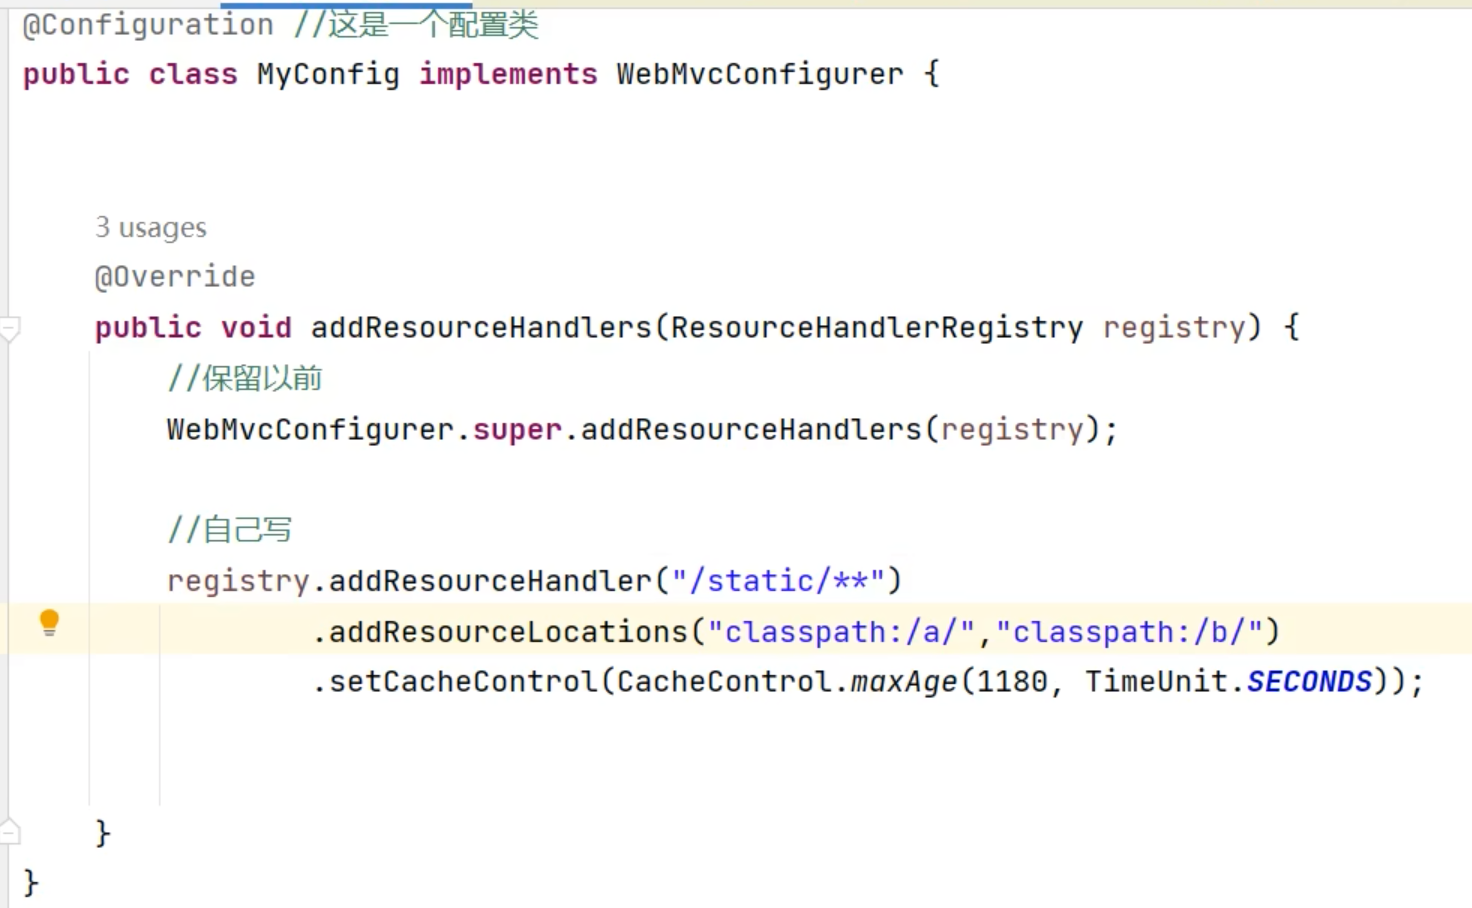 @Configuration //这是一个配置类
public class MyConfig implements WebMvcConfigurer {
3 usages
@Override
public void addResourceHandlers(ResourceHandlerRegistry registry) {
//保留以前
WebMvcConfigurer.super.addResourceHandlers(registry);
//自己写
registry.addResourceHandler("/static/**")
.addResourceLocations("classpath:/a/","classpath:/b/")
.setCacheControl(CacheControl.maxAge(1180, TimeUnit.SECONDS));
}
}